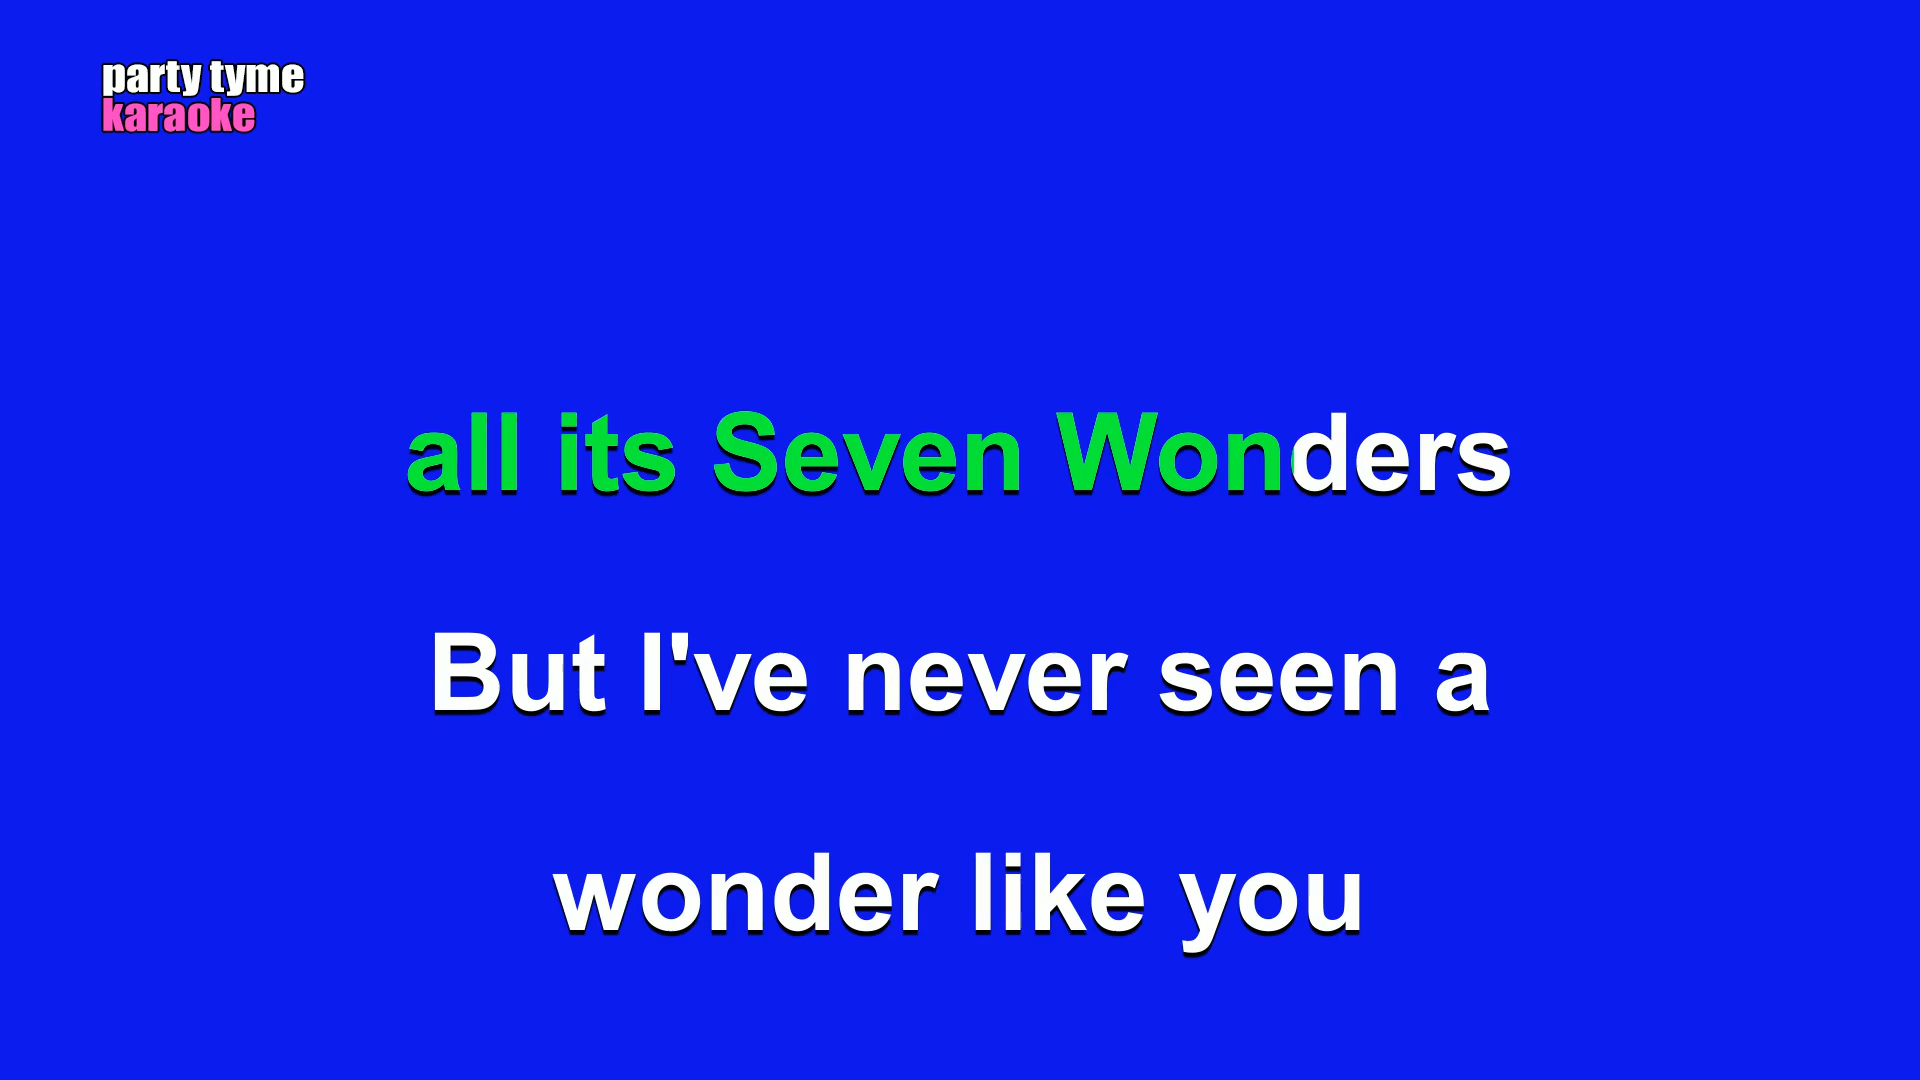 party tyme
karaoke
all its Seven Wonders
But I've never seen a
wonder like you